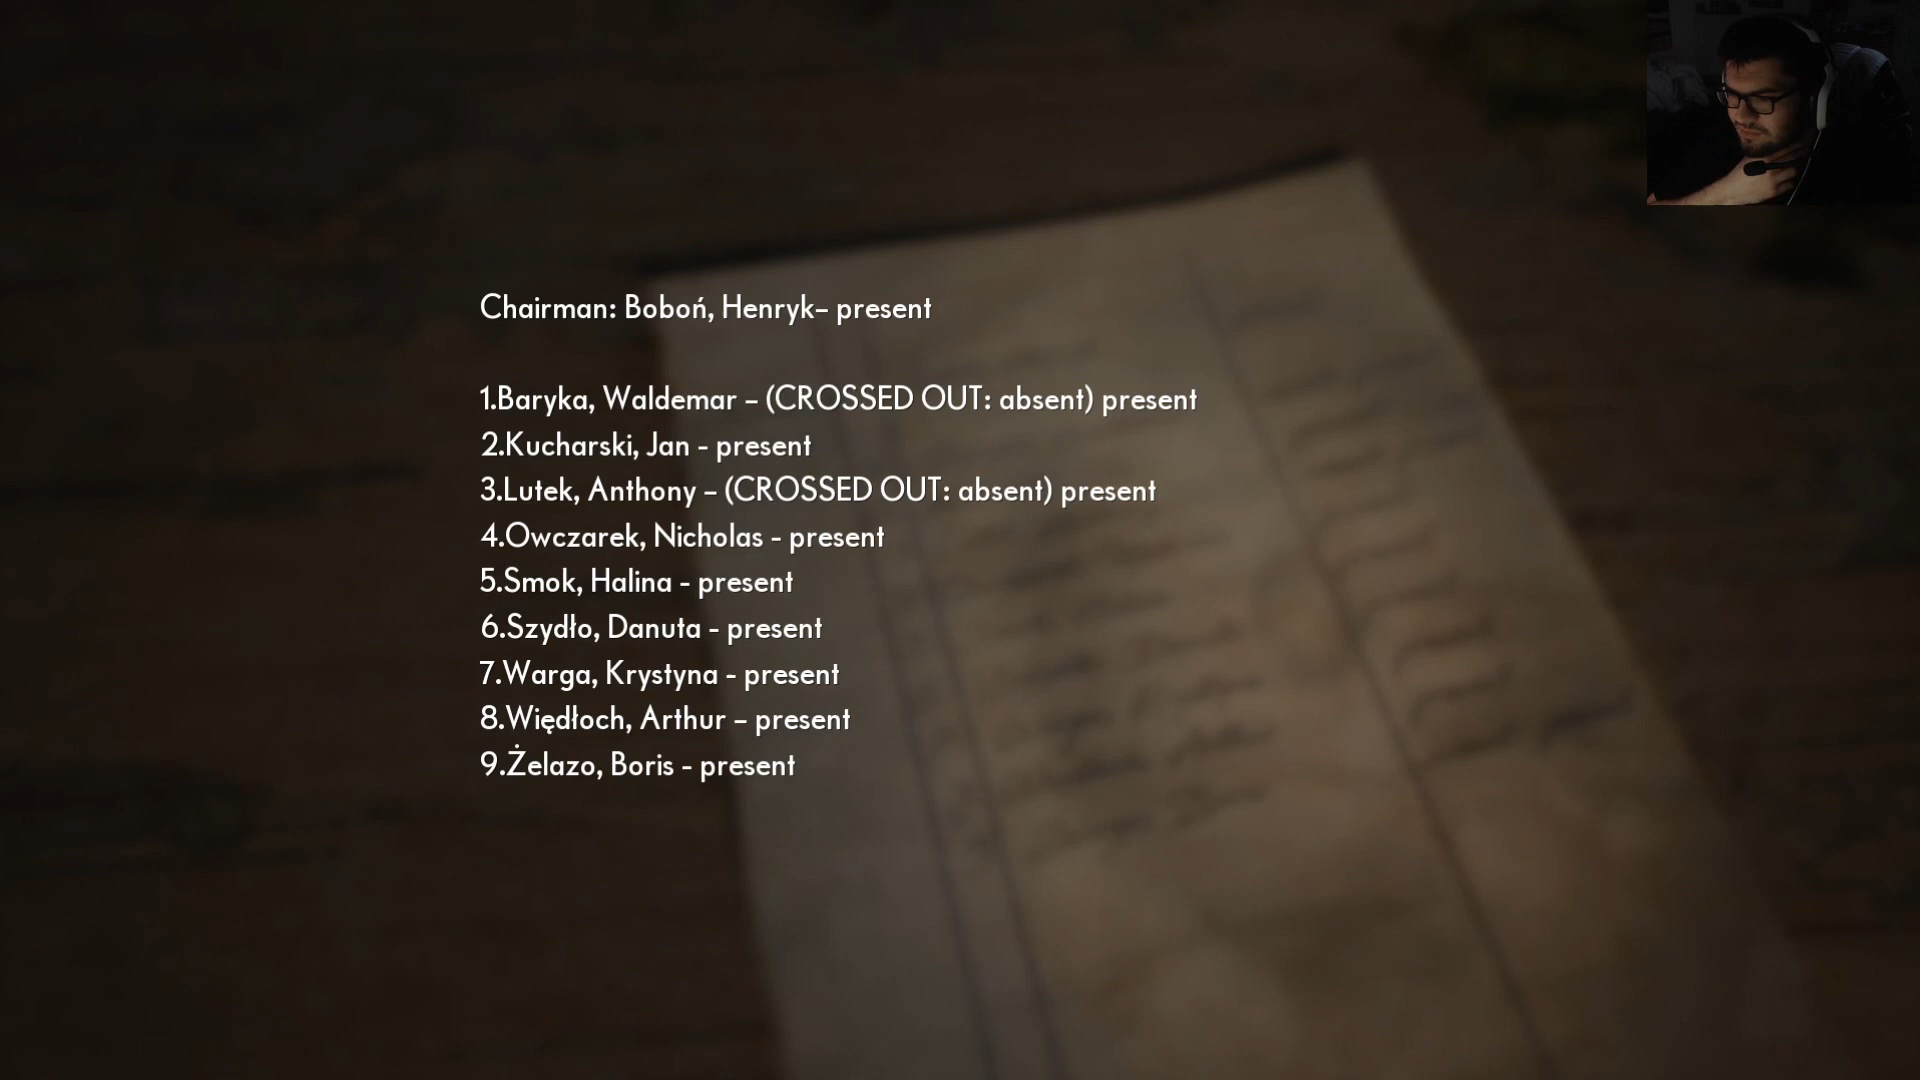 Chairman: Boboń, Henryk– present
1.Baryka, Waldemar – (CROSSED OUT: absent) present
2.Kucharski, Jan - present
3.Lutek, Anthony – (CROSSED OUT: absent) present
4.Owczarek, Nicholas - present
5.Smok, Halina - present
6.Szydło, Danuta - present
7.Warga, Krystyna - present
8.Więdłoch, Arthur – present
9.Żelazo, Boris - present